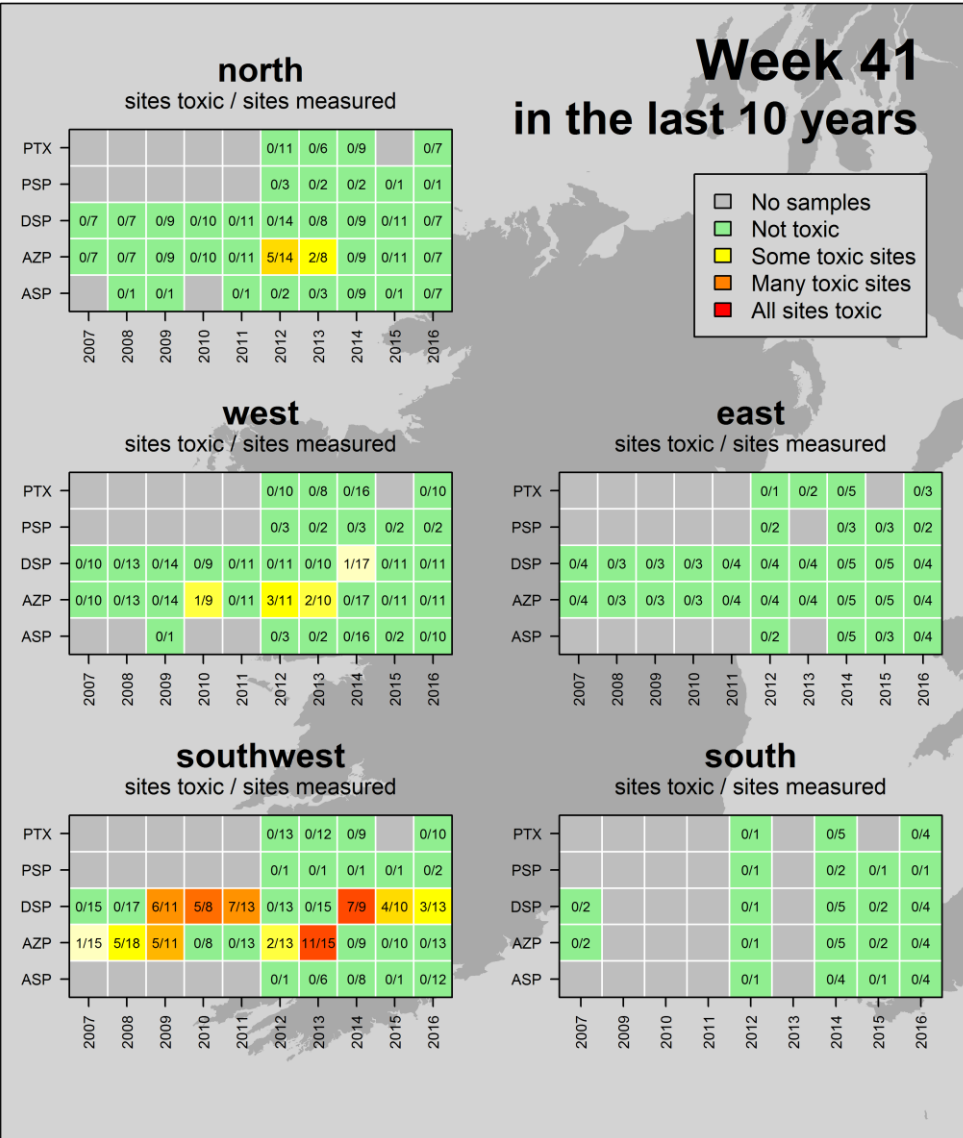 Week 41
in the last 10 years
No samples
Not toxic
Some toxic sites
Many toxic sites
All sites toxic
north
sites toxic / sites measured
PTX 0/11 0/6 0/9 0/7
PSP 0/3 0/2 0/2 0/1 0/1
DSP 0/7 0/7 0/9 0/10 0/11 0/14 0/8 0/9 0/11 0/7
AZP 0/7 0/7 0/9 0/10 0/11 5/14 2/8 0/9 0/11 0/7
ASP 0/1 0/1 0/1 0/2 0/3 0/9 0/1 0/7
2007 2008 2009 2010 2011 2012 2013 2014 2015 2016
west
sites toxic / sites measured
PTX 0/10 0/8 0/16 0/10
PSP 0/3 0/2 0/3 0/2 0/2
DSP 0/10 0/13 0/14 0/9 0/11 0/11 0/10 1/17 0/11 0/11
AZP 0/10 0/13 0/14 1/9 0/11 3/11 2/10 0/17 0/11 0/11
ASP 0/1 0/3 0/2 0/16 0/2 0/10
2007 2008 2009 2010 2011 2012 2013 2014 2015 2016
east
sites toxic / sites measured
PTX 0/1 0/2 0/5 0/3
PSP 0/2 0/3 0/3 0/2
DSP 0/4 0/3 0/3 0/3 0/4 0/4 0/4 0/5 0/5 0/4
AZP 0/4 0/3 0/3 0/3 0/4 0/4 0/4 0/5 0/5 0/4
ASP 0/2 0/5 0/3 0/4
2007 2008 2009 2010 2011 2012 2013 2014 2015 2016
southwest
sites toxic / sites measured
PTX 0/13 0/12 0/9 0/10
PSP 0/1 0/1 0/1 0/1 0/2
DSP 0/15 0/17 6/11 5/8 7/13 0/13 0/15 7/9 4/10 3/13
AZP 1/15 5/18 5/11 0/8 0/13 2/13 11/15 0/9 0/10 0/13
ASP 0/1 0/6 0/8 0/1 0/12
2007 2008 2009 2010 2011 2012 2013 2014 2015 2016
south
sites toxic / sites measured
PTX 0/1 0/5 0/4
PSP 0/1 0/2 0/1 0/1
DSP 0/2 0/1 0/5 0/2 0/4
AZP 0/2 0/1 0/5 0/2 0/4
ASP 0/1 0/4 0/1 0/4
2007 2009 2010 2011 2012 2013 2014 2015 2016